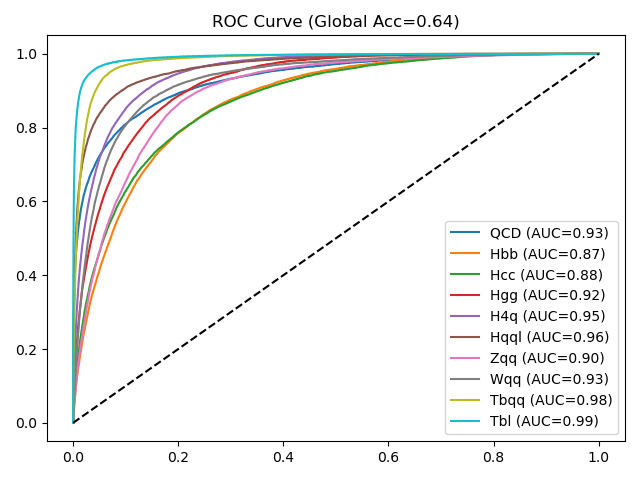 ROC Curve (Global Acc=0.64)
1.0
0.8
0.6
0.4
0.2
0.0
QCD (AUC=0.93)
Hbb (AUC=0.87)
Hcc (AUC=0.88)
Hgg (AUC=0.92)
H4q (AUC=0.95)
Hqql (AUC=0.96)
Zqq (AUC=0.90)
Wqq (AUC=0.93)
Tbqq (AUC=0.98)
Tbl (AUC=0.99)
0.0 0.2 0.4 0.6 0.8 1.0